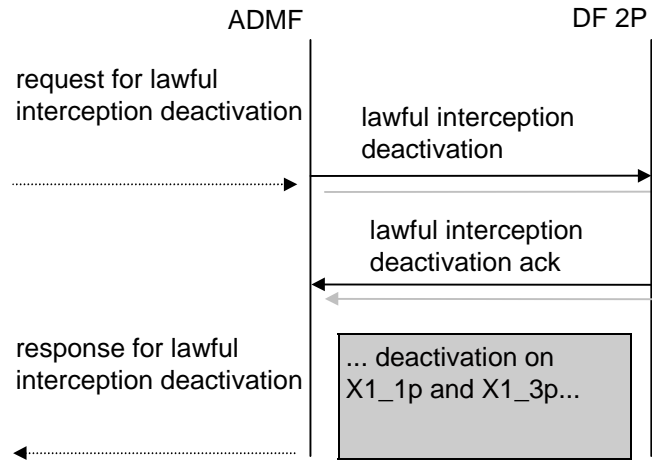 ADMF
DF 2P
request for lawful
interception deactivation
lawful interception
deactivation
lawful interception
deactivation ack
response for lawful
interception deactivation
... deactivation on
X1_1p and X1_3p...